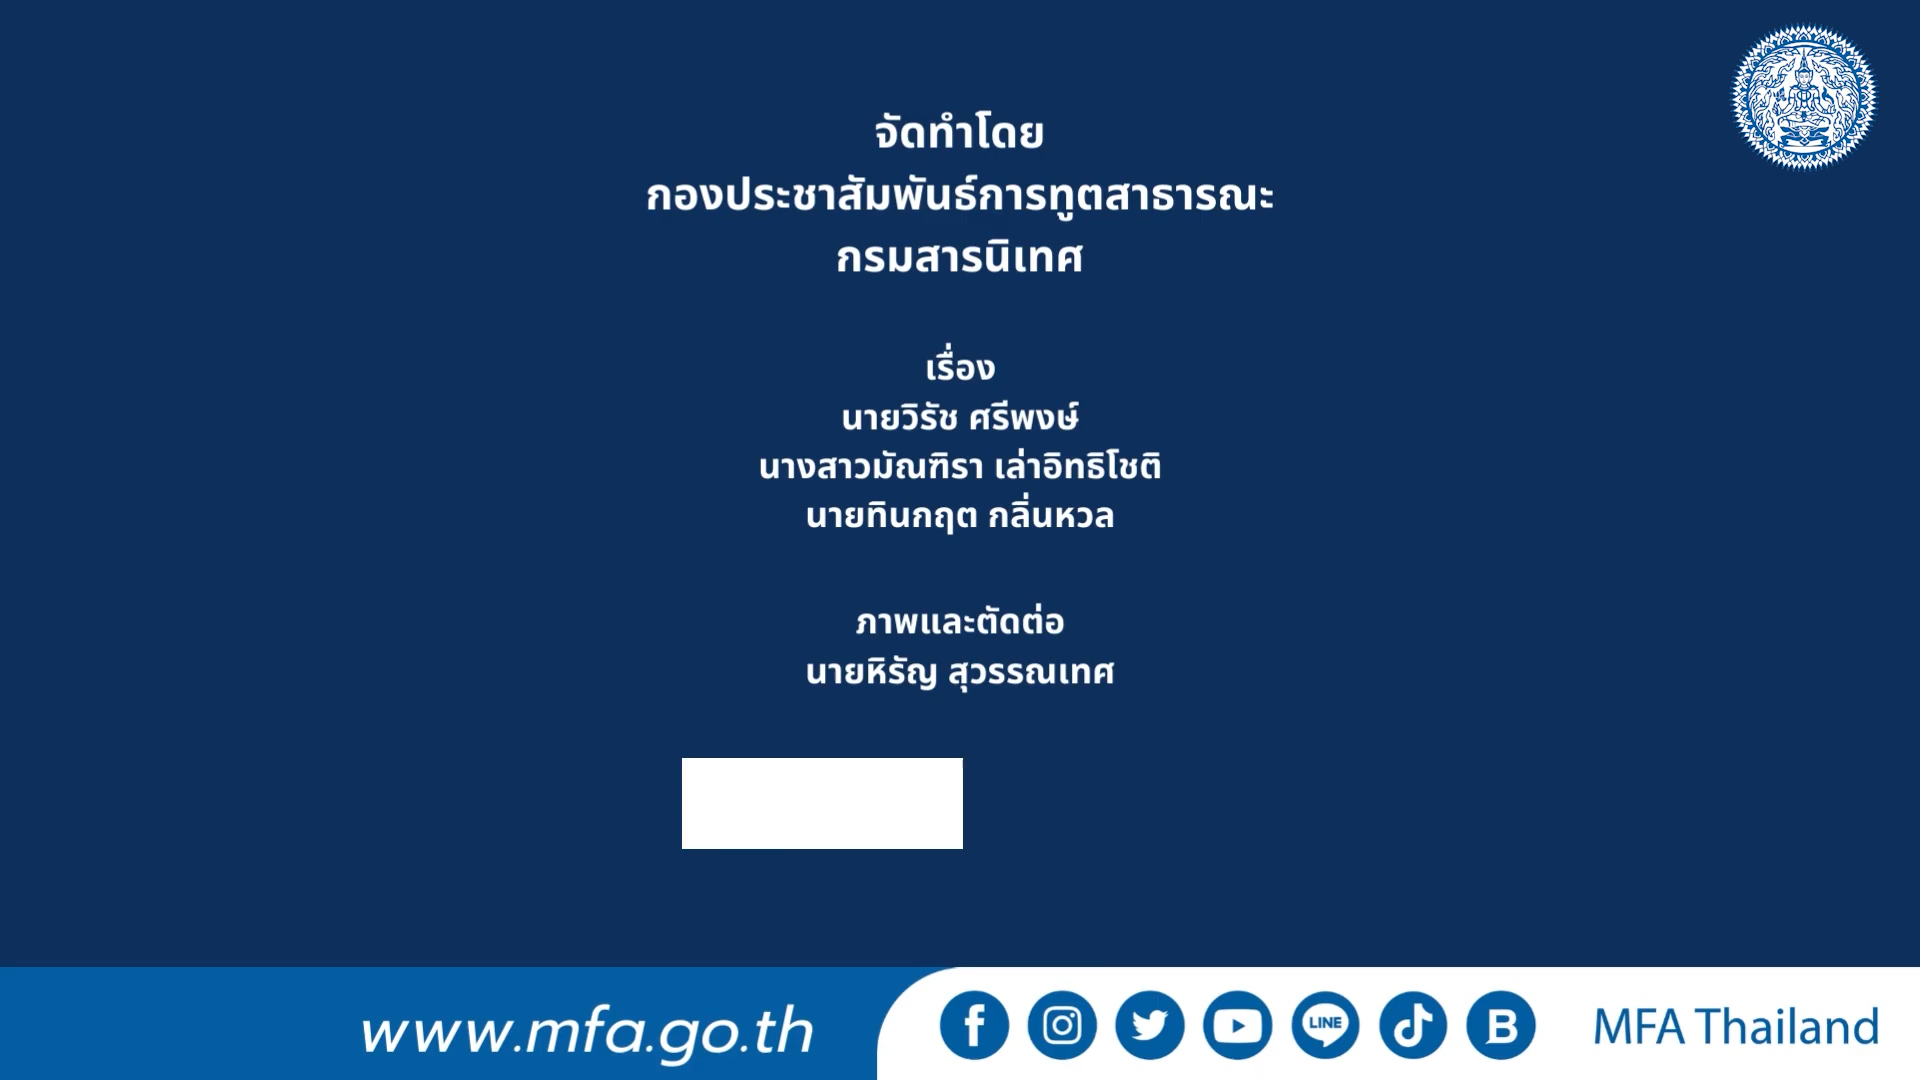 จัดทำโดย
กองประชาสัมพันธ์การทูตสาธารณะ
กรมสารนิเทศ
เรื่อง
นายวิรัช ศรีพงษ์
นางสาวมัณฑิรา เล่าอิทธิโชติ
นายทินกฤต กลิ่นหวล
ภาพและตัดต่อ
นายหิรัญ สุวรรณเทศ
www.mfa.go.th
LINE
B
MFA Thailand